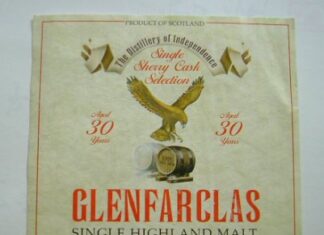 PRODUCT OF SCOTLAND
The Distillery of Independence
Single
Sherry Cask
Selection
Aged
30
Years
Aged
30
Years
GLENFARCLAS
SINGLE HIGHLAND MALT